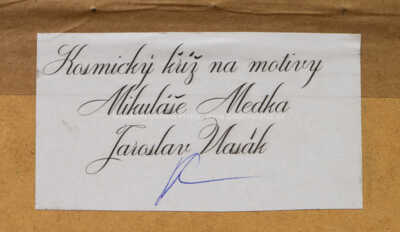 Kosmický kříž na motivy
Mikuláše Medka
Jaroslav Vlasák